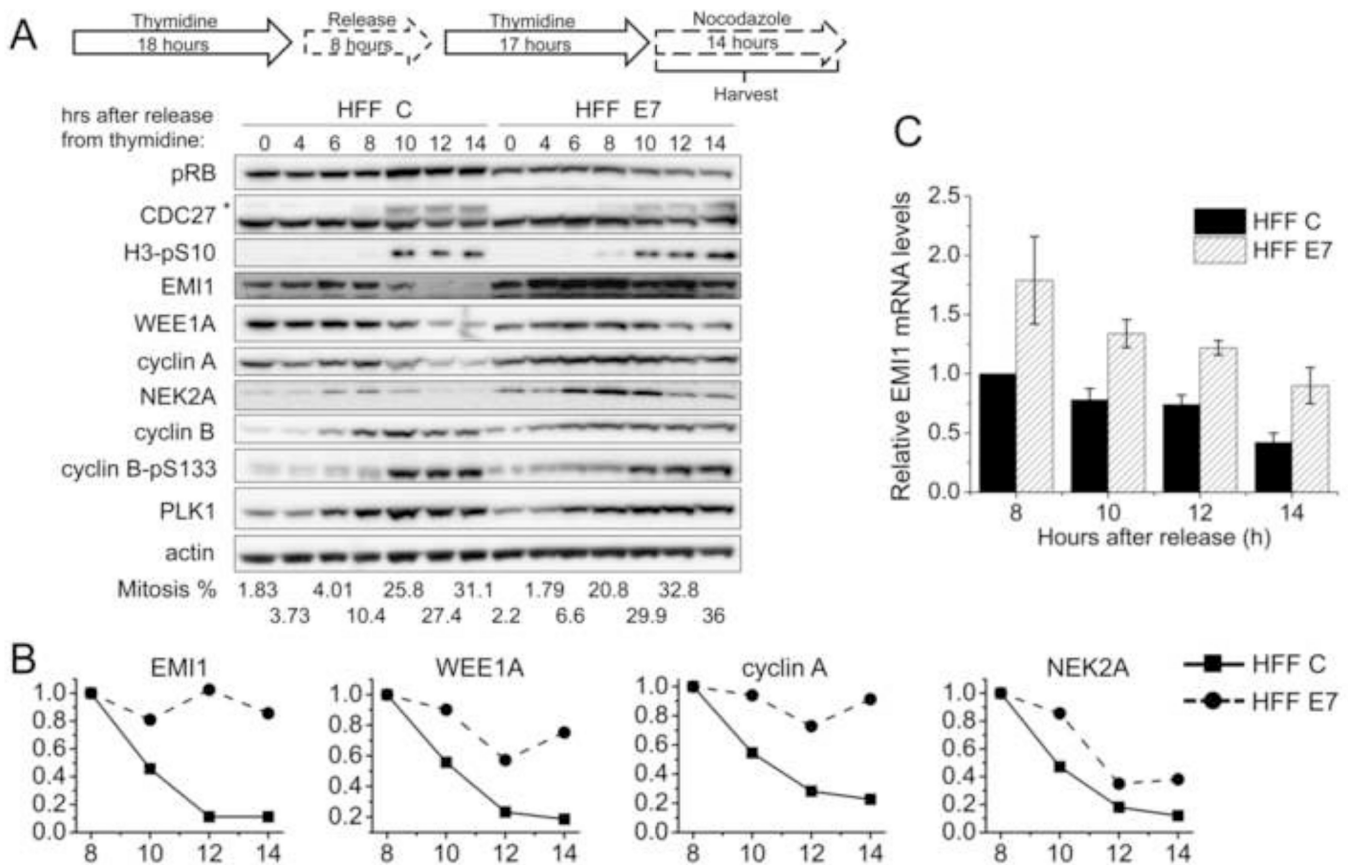 A
Thymidine
18 hours
Release
8 hours
Thymidine
17 hours
Nocodazole
14 hours
Harvest
hrs after release
from thymidine:
HFF C
HFF E7
0 4 6 8 10 12 14 0 4 6 8 10 12 14
pRB
CDC27 *
H3-pS10
EMI1
WEE1A
cyclin A
NEK2A
cyclin B
cyclin B-pS133
PLK1
actin
Mitosis % 1.83 4.01 25.8 31.1 1.79 20.8 32.8
3.73 10.4 27.4 2.2 6.6 29.9 36
C
Relative EMI1 mRNA levels
2.5
2.0
1.5
1.0
0.5
0.0
HFF C
HFF E7
8 10 12 14
Hours after release (h)
B
EMI1
1.0
0.8
0.6
0.4
0.2
0.0
8 10 12 14
WEE1A
1.0
0.8
0.6
0.4
0.2
8 10 12 14
cyclin A
1.0
0.8
0.6
0.4
0.2
0.0
8 10 12 14
NEK2A
1.0
0.8
0.6
0.4
0.2
0.0
8 10 12 14
HFF C
HFF E7